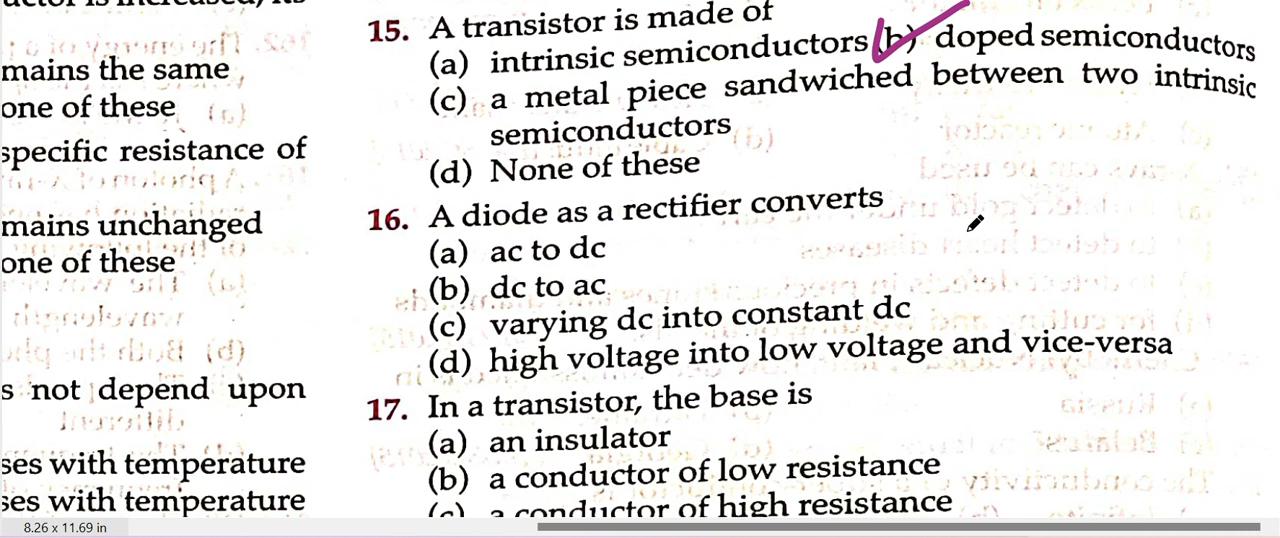 mains the same
one of these
specific resistance of
mains unchanged
one of these
s not depend upon
ses with temperature
ses with temperature
15. A transistor is made of
(a) intrinsic semiconductors (b) doped semiconductors
(c) a metal piece sandwiched between two intrinsic
semiconductors
(d) None of these
16. A diode as a rectifier converts
(a) ac to dc
(b) dc to ac
(c) varying dc into constant dc
(d) high voltage into low voltage and vice-versa
17. In a transistor, the base is
(a) an insulator
(b) a conductor of low resistance
(c) a conductor of high resistance
8.26 x 11.69 in